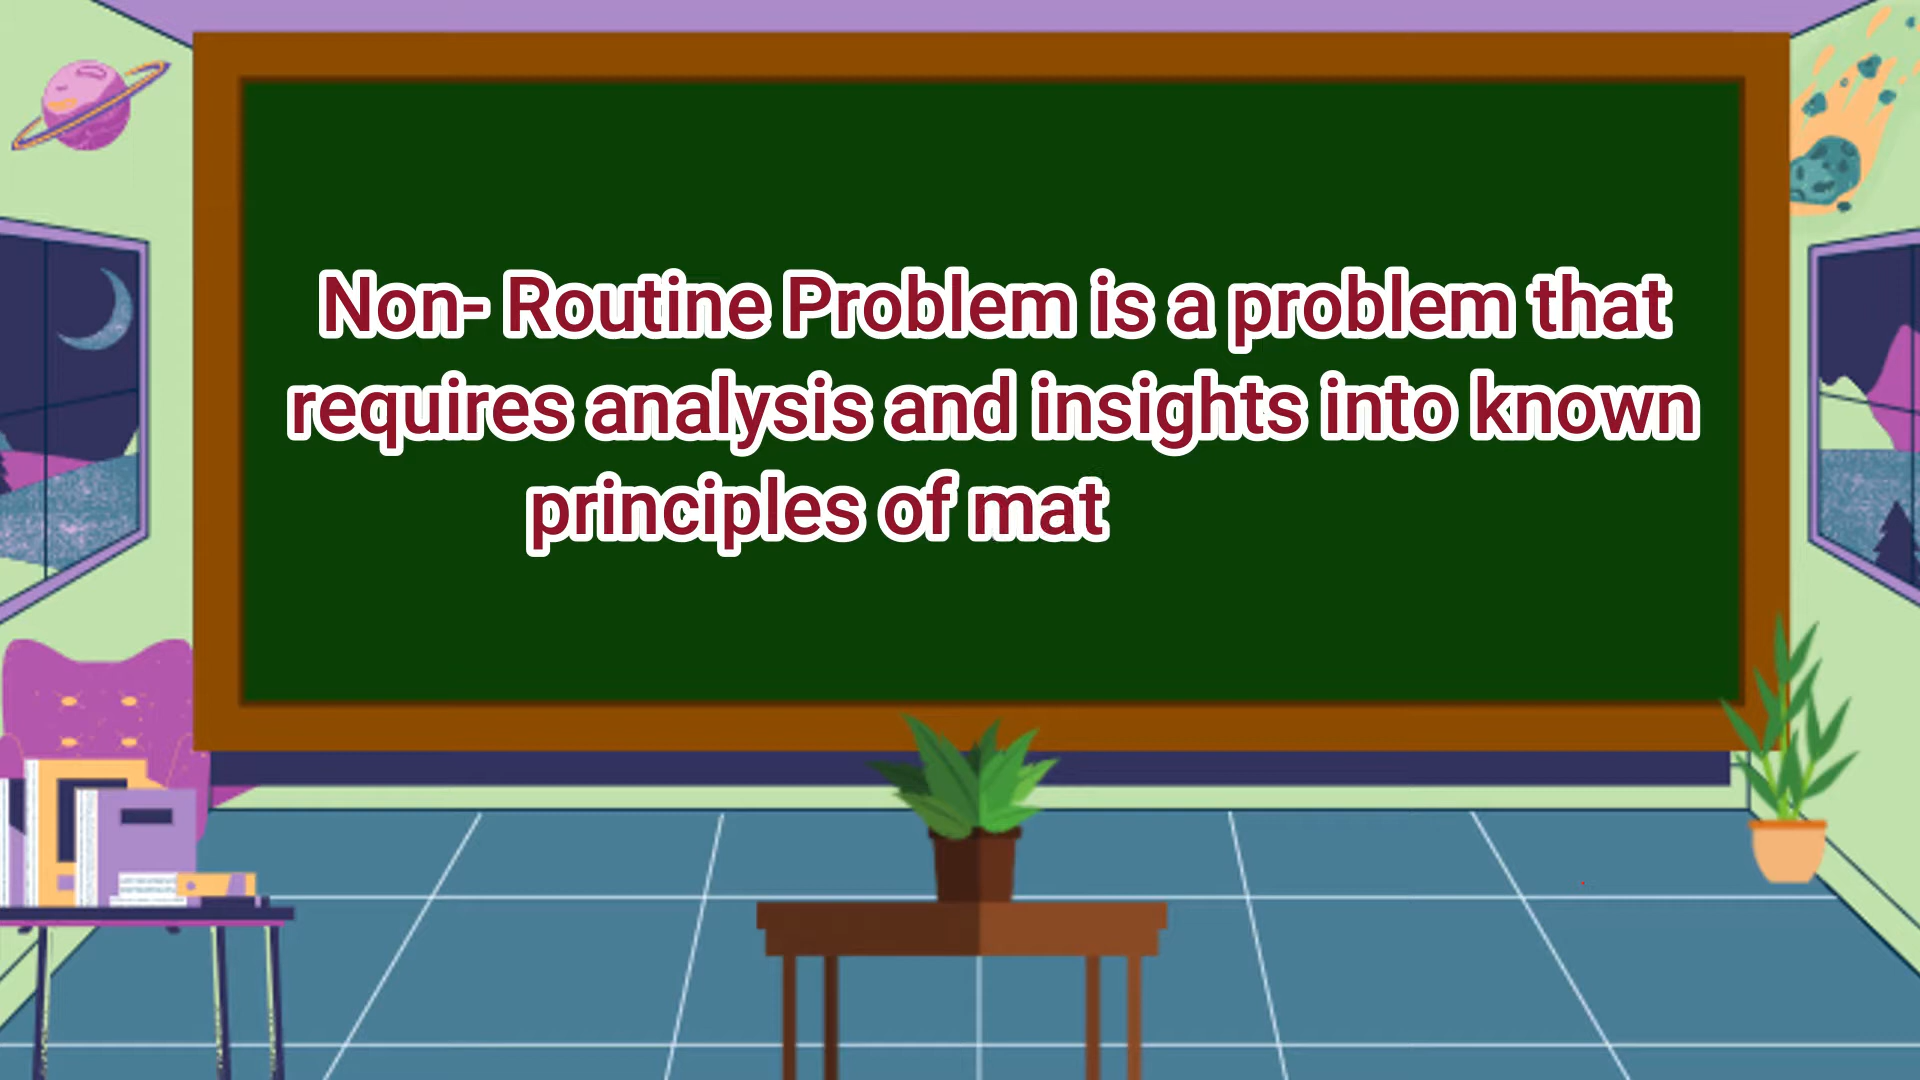 Non- Routine Problem is a problem that
requires analysis and insights into known
principles of mat